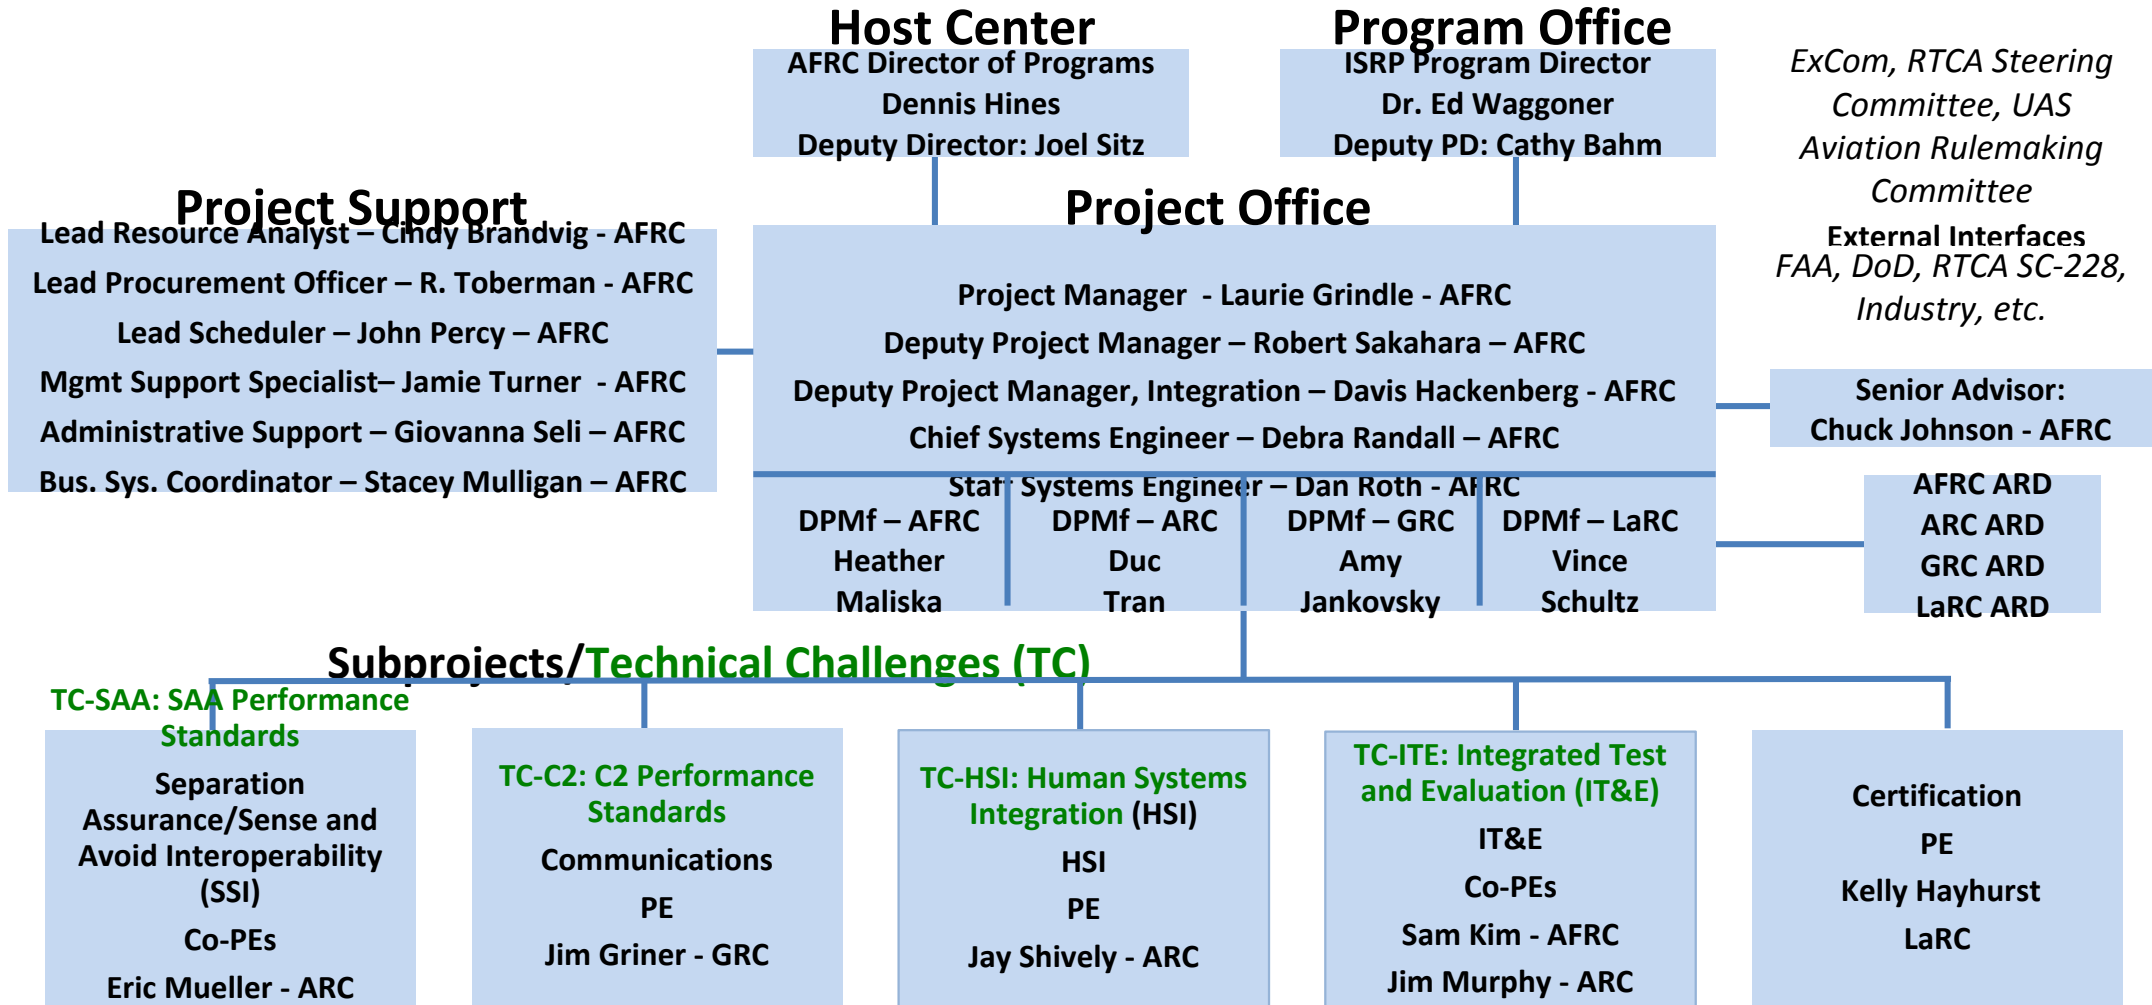 Host Center
AFRC Director of Programs
Dennis Hines
Deputy Director: Joel Sitz
Program Office
ISRP Program Director
Dr. Ed Waggoner
Deputy PD: Cathy Bahm
ExCom, RTCA Steering
Committee, UAS
Aviation Rulemaking
Committee
External Interfaces
FAA, DoD, RTCA SC-228,
Industry, etc.
Project Support
Lead Resource Analyst – Cindy Brandvig - AFRC
Lead Procurement Officer – R. Toberman - AFRC
Lead Scheduler – John Percy – AFRC
Mgmt Support Specialist– Jamie Turner - AFRC
Administrative Support – Giovanna Seli – AFRC
Bus. Sys. Coordinator – Stacey Mulligan – AFRC
Project Office
Project Manager - Laurie Grindle - AFRC
Deputy Project Manager – Robert Sakahara – AFRC
Deputy Project Manager, Integration – Davis Hackenberg - AFRC
Chief Systems Engineer – Debra Randall – AFRC
Staff Systems Engineer – Dan Roth - AFRC
DPMf – AFRC
Heather
Maliska
DPMf – ARC
Duc
Tran
DPMf – GRC
Amy
Jankovsky
DPMf – LaRC
Vince
Schultz
Senior Advisor:
Chuck Johnson - AFRC
AFRC ARD
ARC ARD
GRC ARD
LaRC ARD
Subprojects/Technical Challenges (TC)
TC-SAA: SAA Performance
Standards
Separation
Assurance/Sense and
Avoid Interoperability
(SSI)
Co-PEs
Eric Mueller - ARC
TC-C2: C2 Performance
Standards
Communications
PE
Jim Griner - GRC
TC-HSI: Human Systems
Integration (HSI)
HSI
PE
Jay Shively - ARC
TC-ITE: Integrated Test
and Evaluation (IT&E)
IT&E
Co-PEs
Sam Kim - AFRC
Jim Murphy - ARC
Certification
PE
Kelly Hayhurst
LaRC